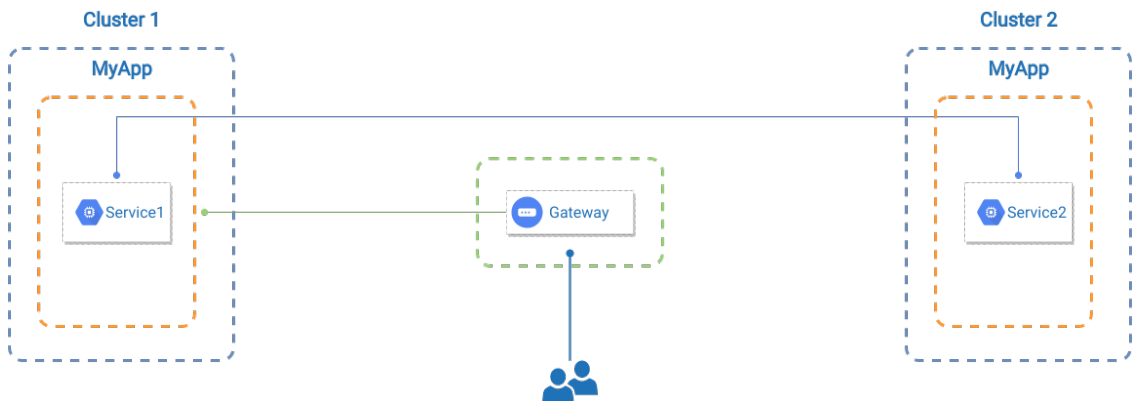 Cluster 1
MyApp
Service1
Gateway
Cluster 2
MyApp
Service2